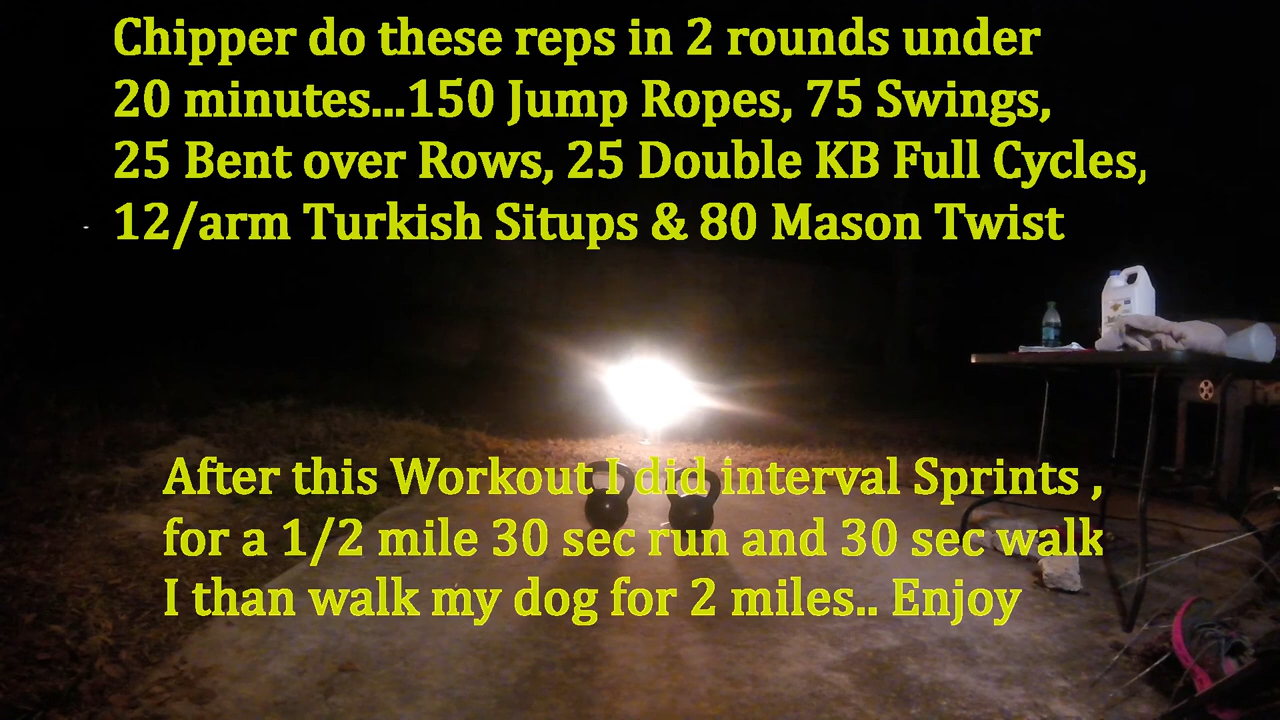 Chipper do these reps in 2 rounds under
20 minutes...150 Jump Ropes, 75 Swings,
25 Bent over Rows, 25 Double KB Full Cycles,
12/arm Turkish Situps & 80 Mason Twist
After this Workout I did interval Sprints ,
for a 1/2 mile 30 sec run and 30 sec walk
I than walk my dog for 2 miles.. Enjoy